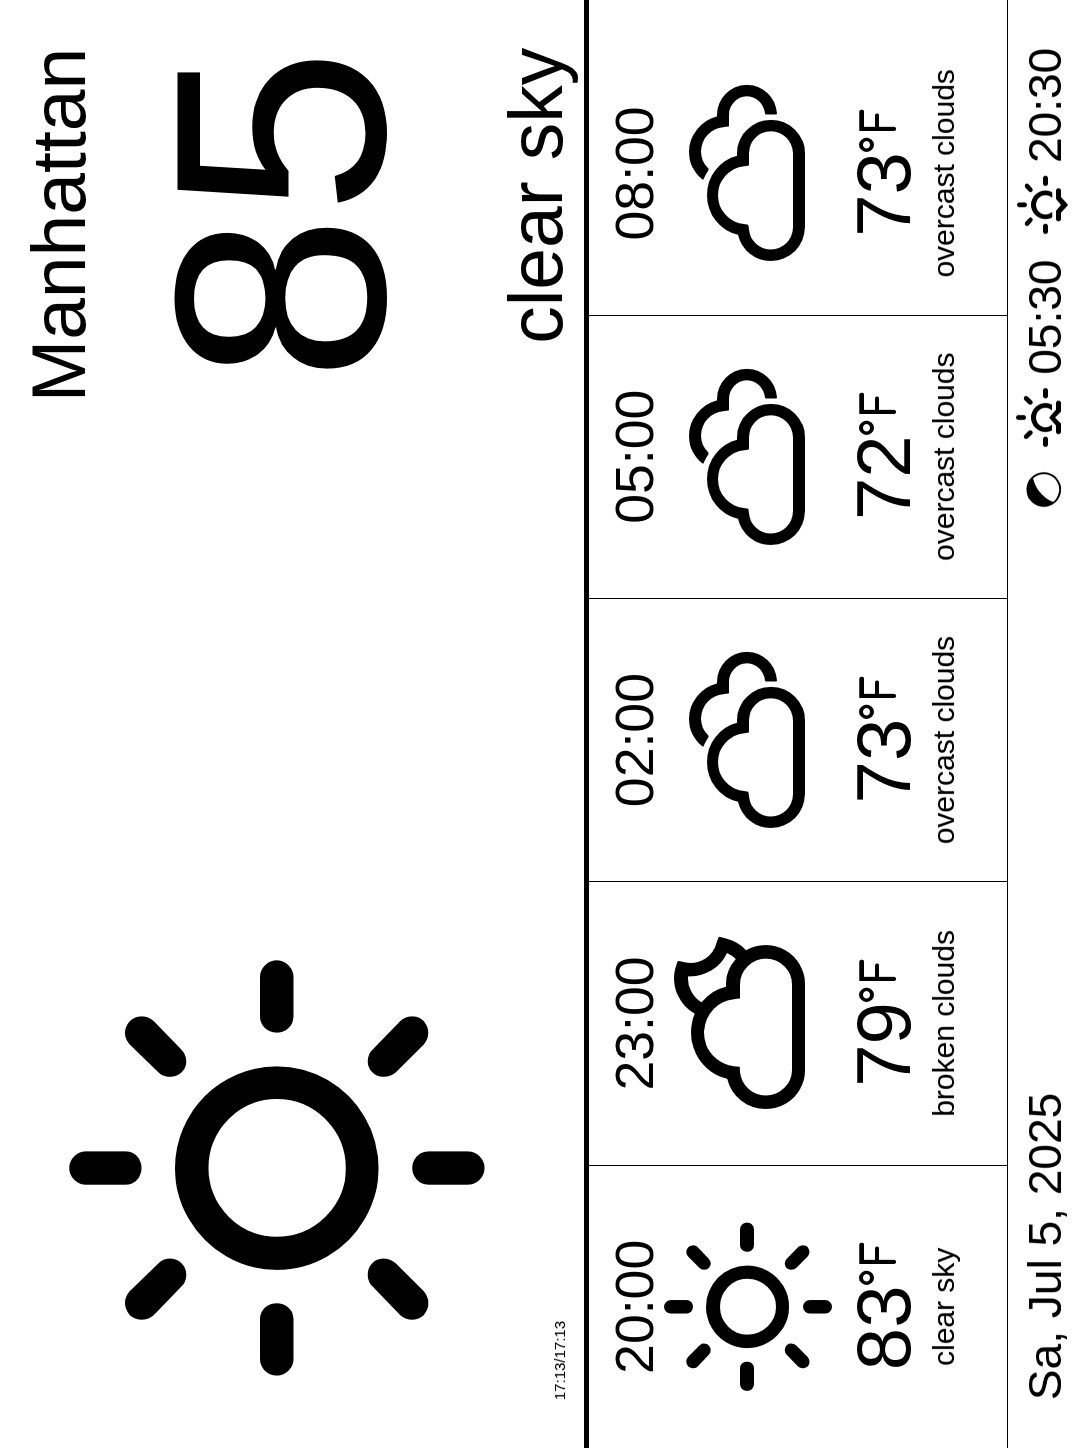 Manhattan
85
clear sky
17:13/17:13
20:00
83°F
clear sky
23:00
79°F
broken clouds
02:00
73°F
overcast clouds
05:00
72°F
overcast clouds
08:00
73°F
overcast clouds
Sa, Jul 5, 2025
05:30 20:30